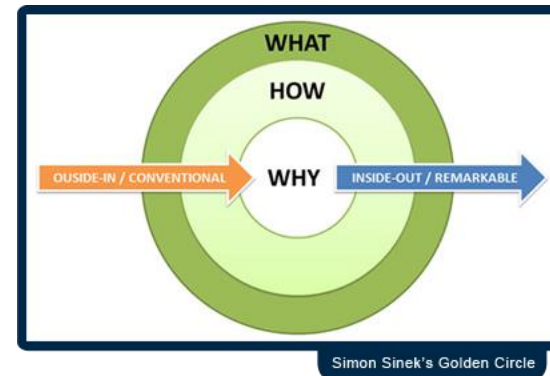 WHAT
HOW
OUSIDE-IN / CONVENTIONAL
WHY
INSIDE-OUT / REMARKABLE
Simon Sinek's Golden Circle